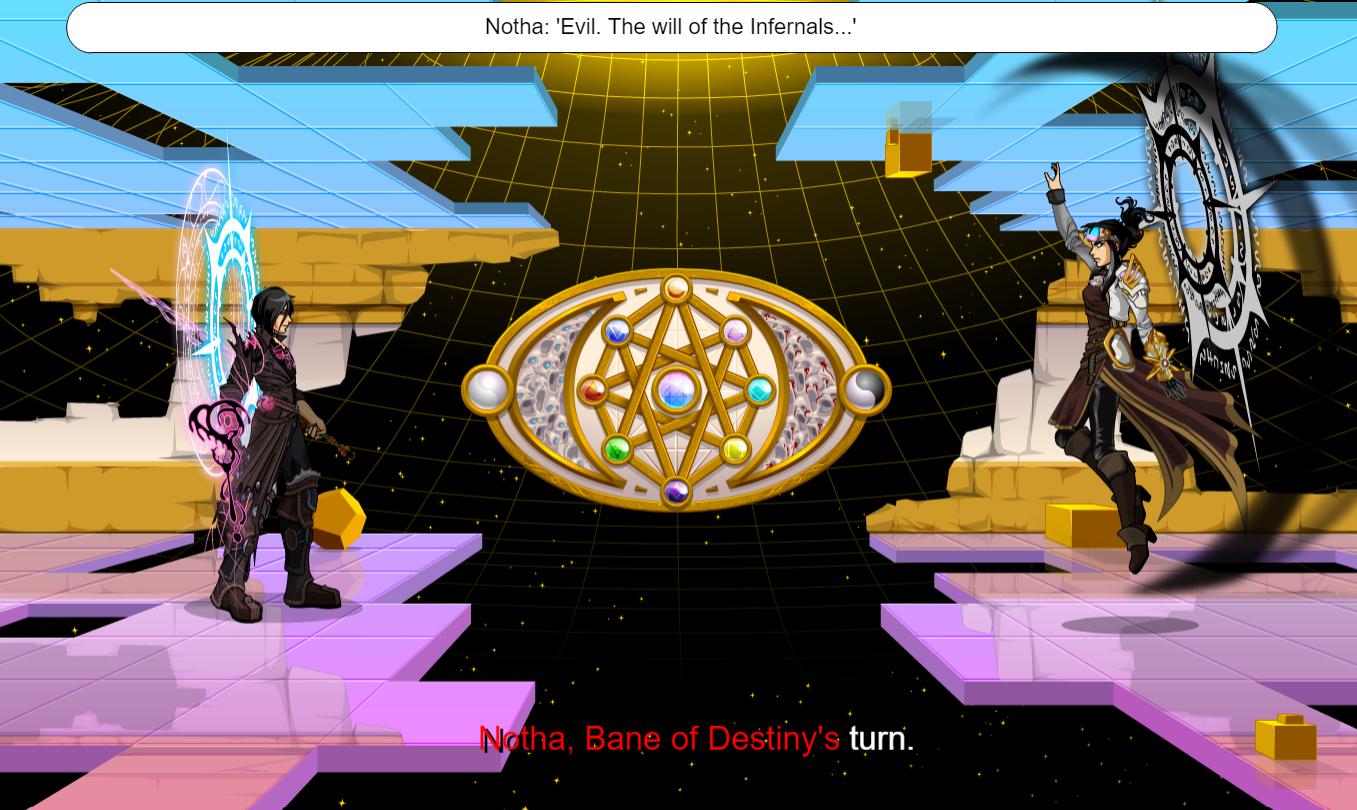 Notha: 'Evil. The will of the Infernals...'
Notha, Bane of Destiny's turn.